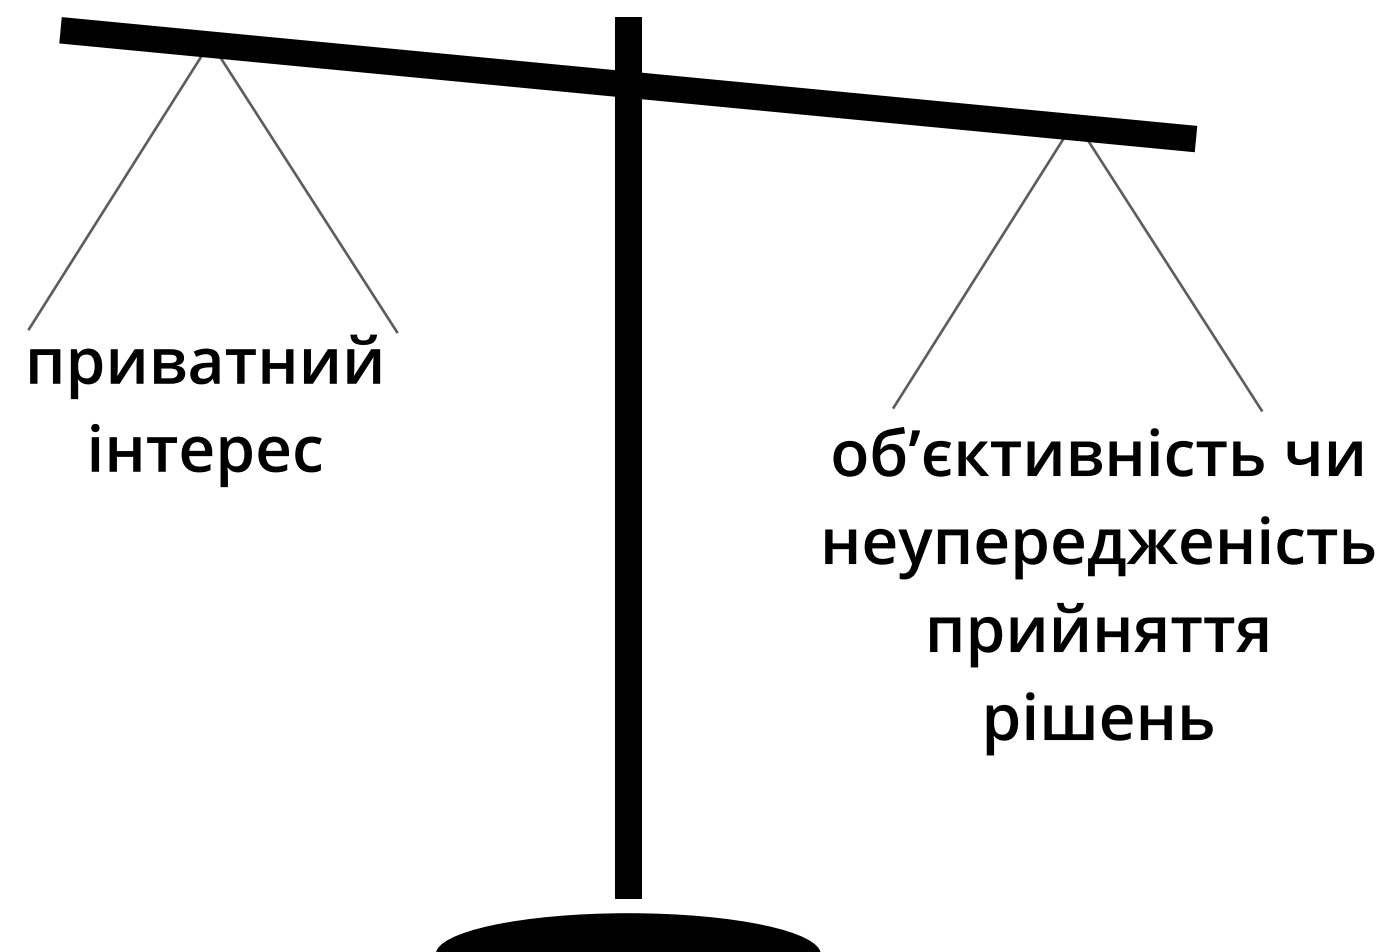 приватний
інтерес
об’єктивність чи
неупередженість
прийняття
рішень